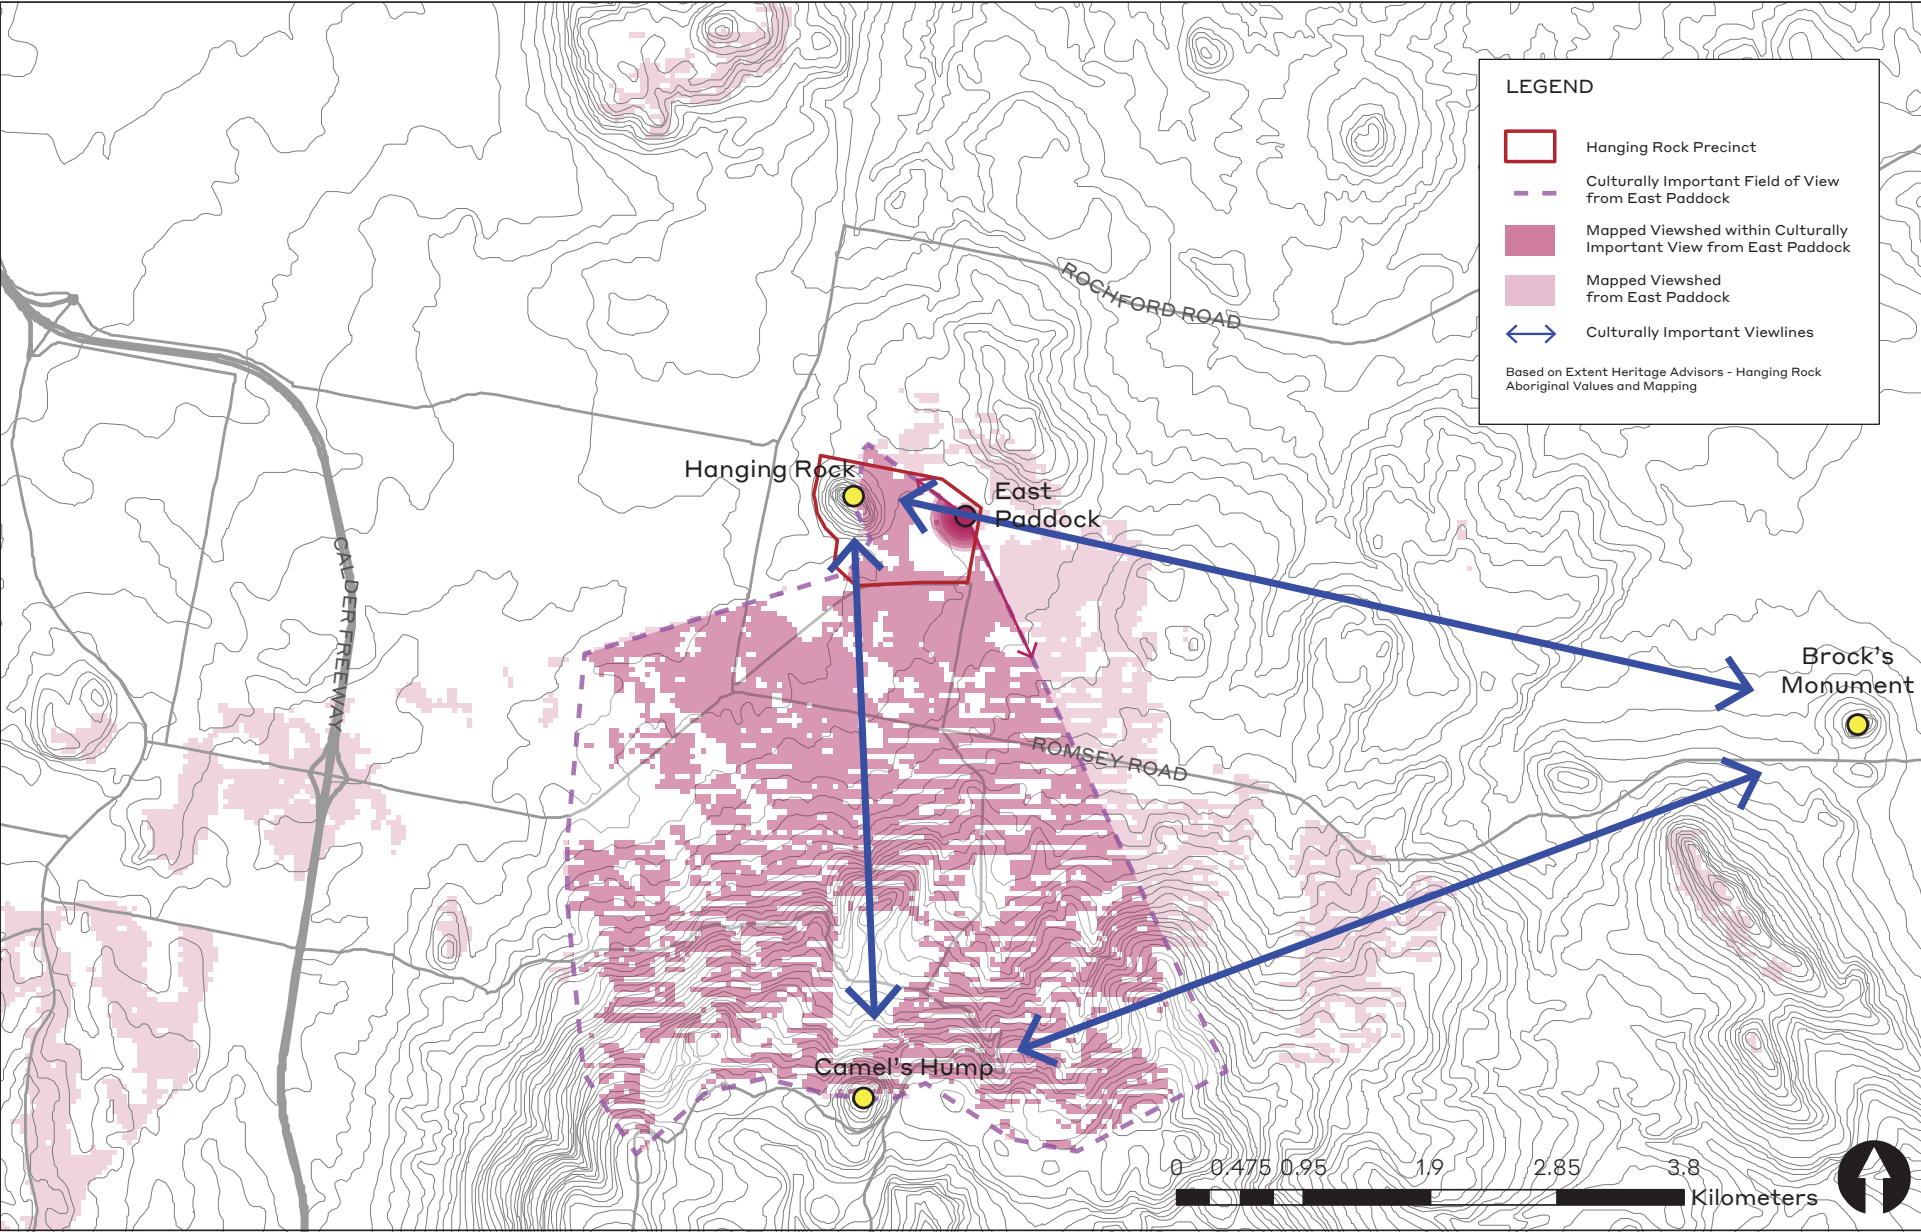 LEGEND
Hanging Rock Precinct
Culturally Important Field of View
from East Paddock
Mapped Viewshed within Culturally
Important View from East Paddock
Mapped Viewshed
from East Paddock
Culturally Important Viewlines
Based on Extent Heritage Advisors - Hanging Rock
Aboriginal Values and Mapping
ROCHFORD ROAD
Hanging Rock
East
Paddock
CALDER FREEWAY
Brock's
Monument
ROMSEY ROAD
Camel's Hump
0 0.475 0.95 1.9 2.85 3.8
Kilometers